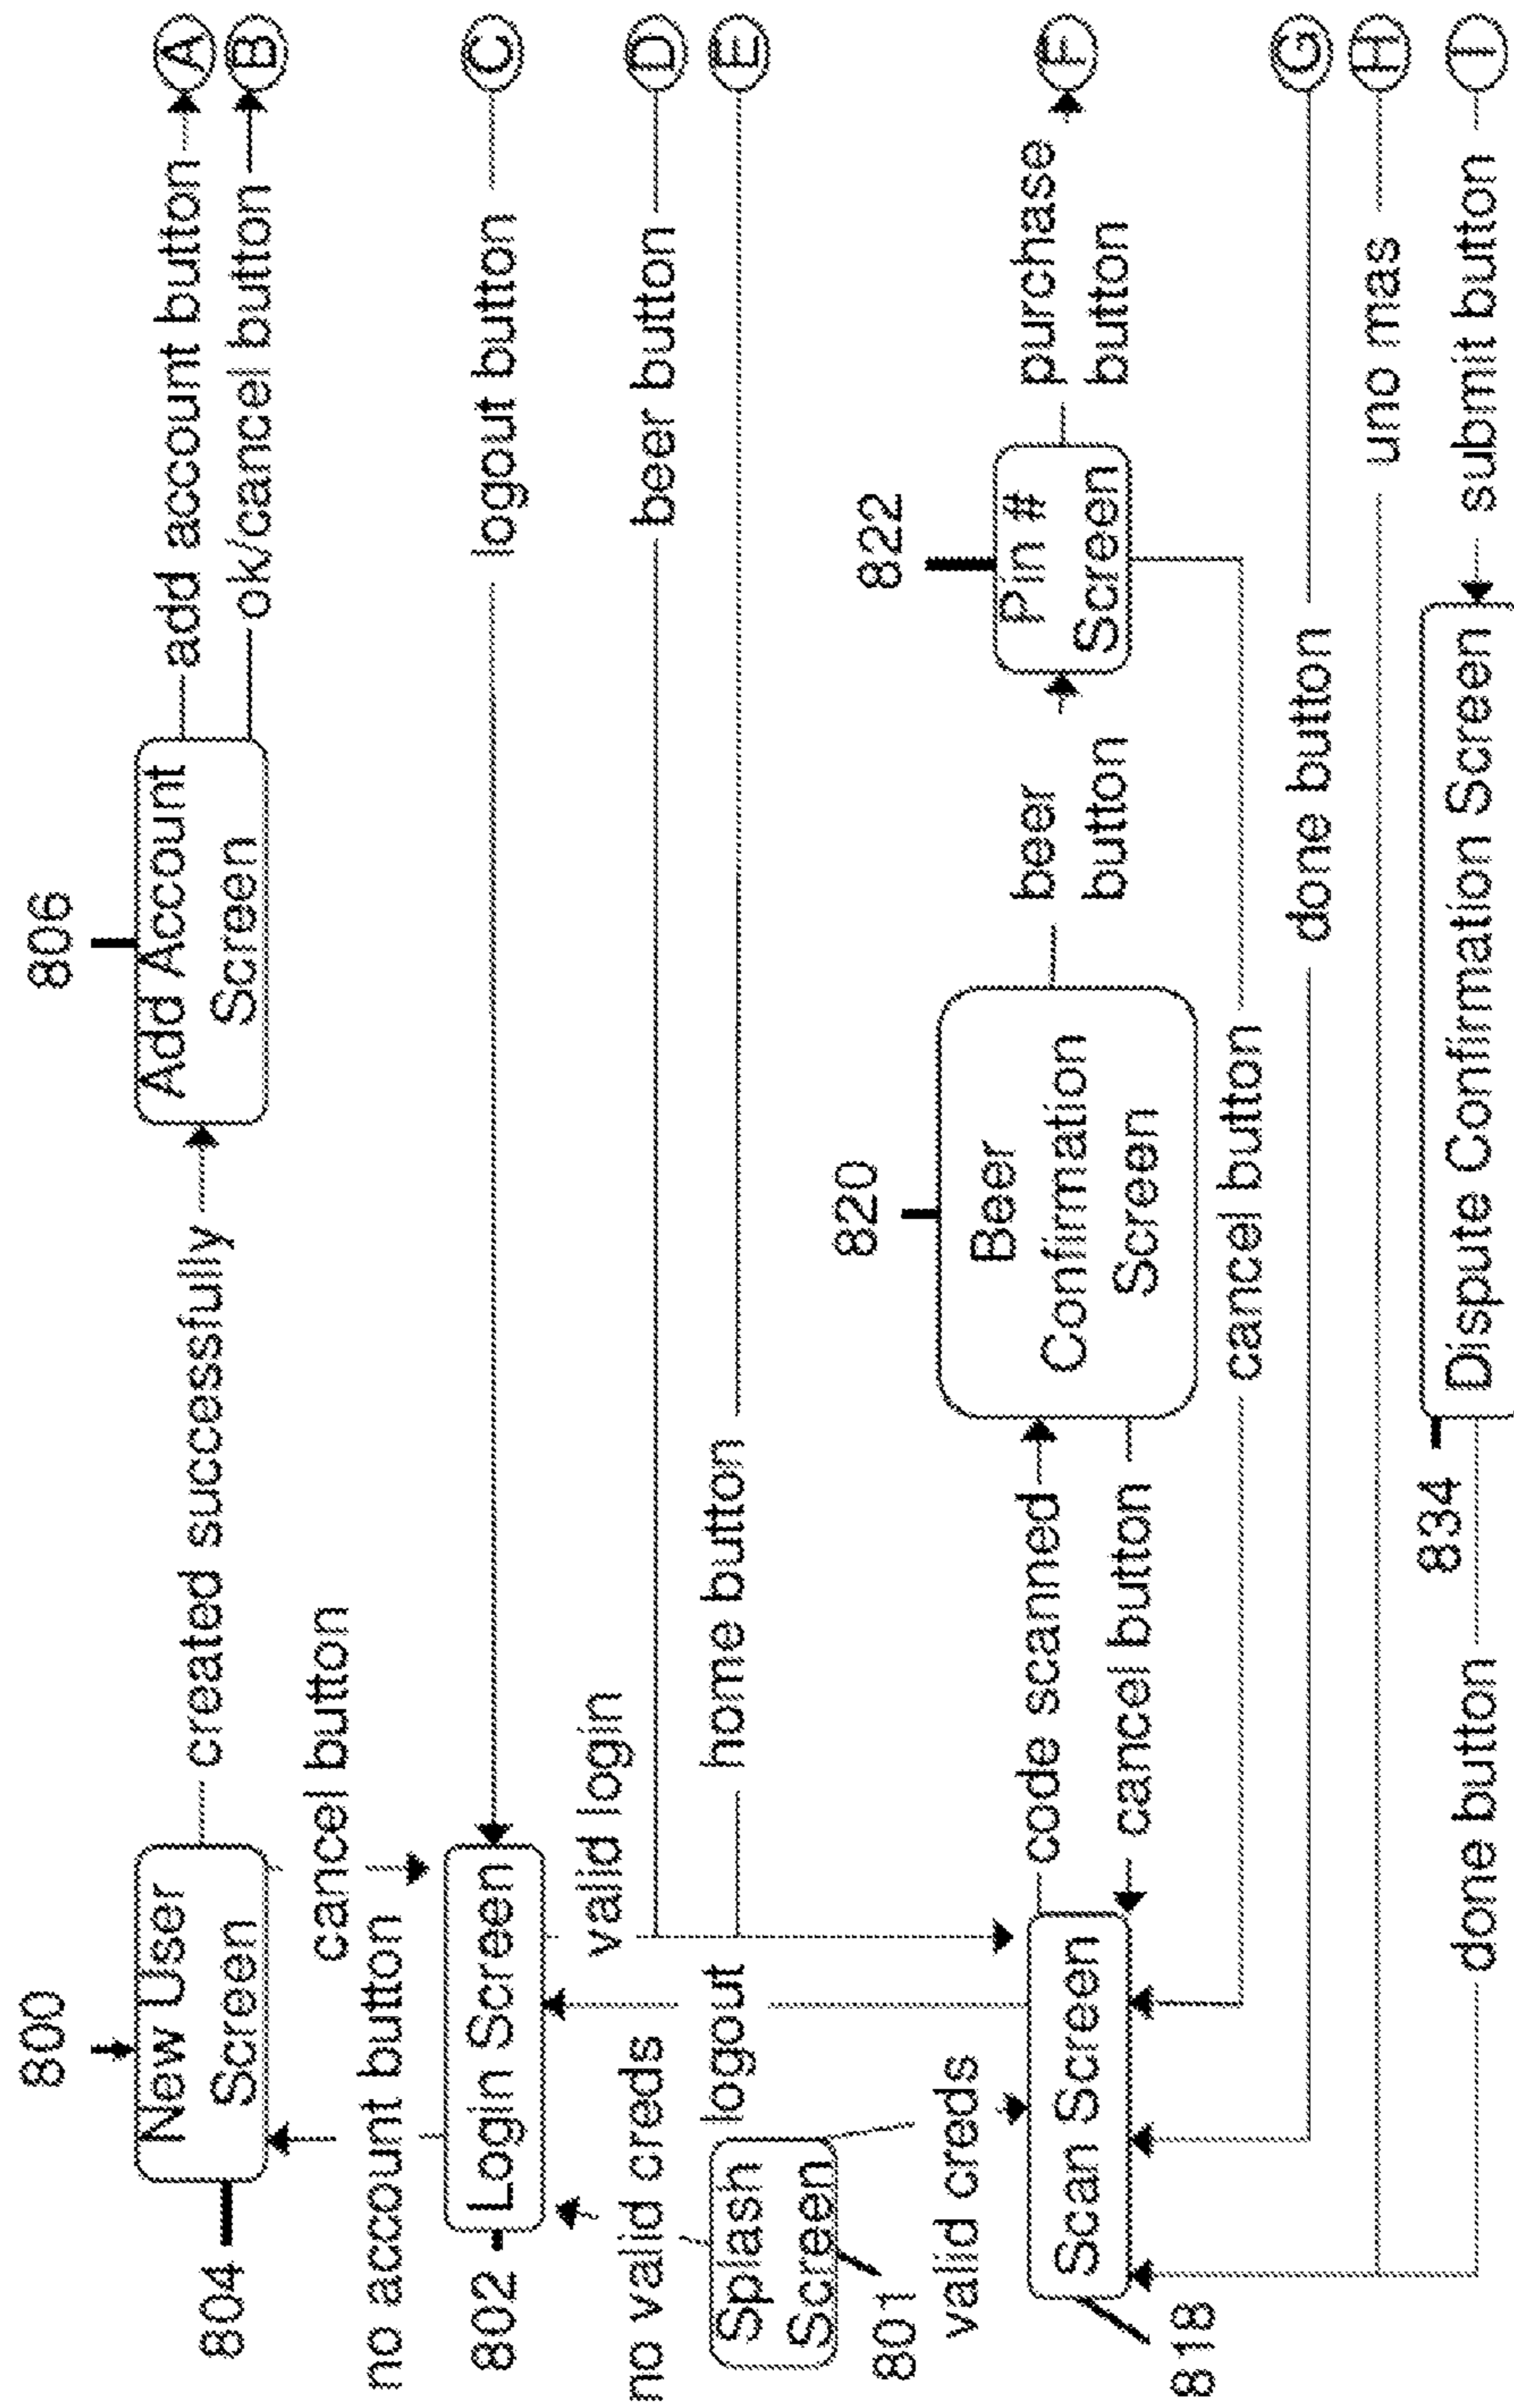 800
804
New User
Screen
created successfully
806
Add Account
Screen
add account button
A
ok/cancel button
B
cancel button
no account button
802
Login Screen
logout button
C
valid login
beer button
D
no valid creds
logout
home button
E
Splash
Screen
801
valid creds
818
Scan Screen
code scanned
cancel button
820
Beer
Confirmation
Screen
beer
button
822
Pin #
Screen
purchase
button
F
cancel button
done button
G
uno mas
H
834
Dispute Confirmation Screen
done button
submit button
I